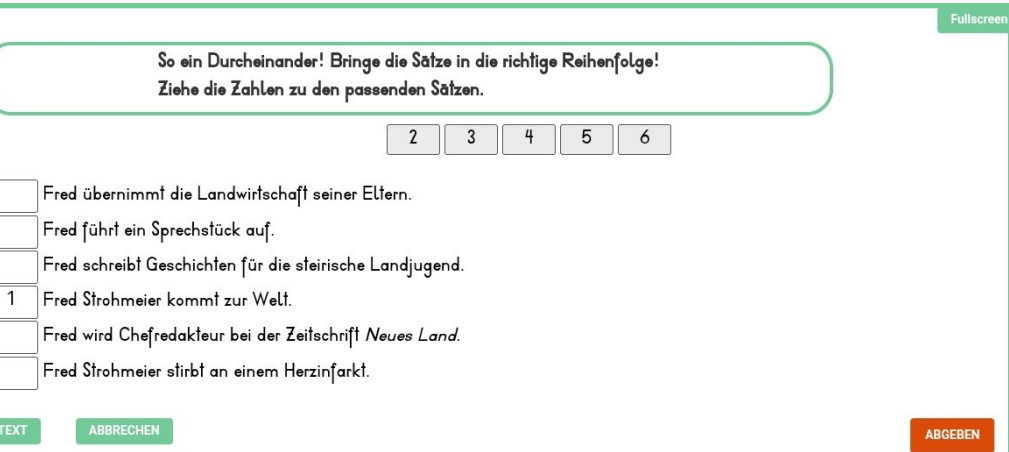 Fullscreen
So ein Durcheinander! Bringe die Sätze in die richtige Reihenfolge!
Ziehe die Zahlen zu den passenden Sätzen.
2 3 4 5 6
Fred übernimmt die Landwirtschaft seiner Eltern.
Fred führt ein Sprechstück auf.
Fred schreibt Geschichten für die steirische Landjugend.
1 Fred Strohmeier kommt zur Welt.
Fred wird Chefredakteur bei der Zeitschrift Neues Land.
Fred Strohmeier stirbt an einem Herzinfarkt.
TEXT ABBRECHEN ABGEBEN